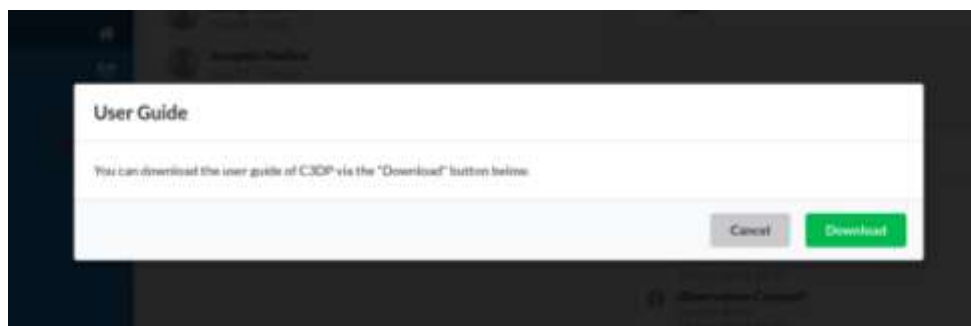 User Guide
You can download the user guide of C3DP via the "Download" button below.
Cancel Download